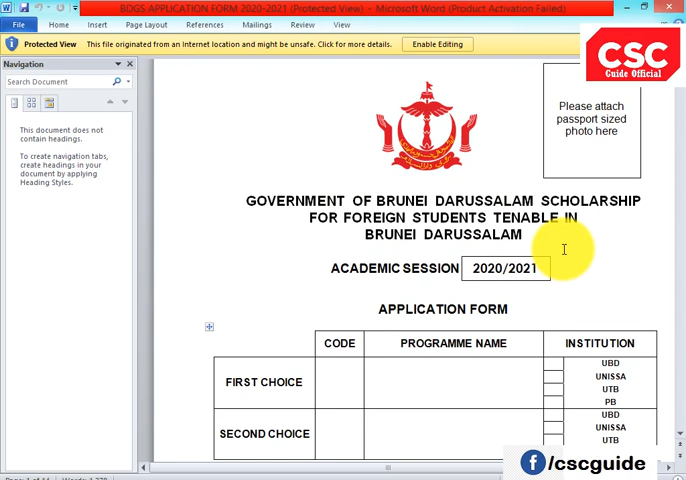 BDGS APPLICATION FORM 2020-2021 (Protected View) - Microsoft Word (Product Activation Failed)
File Home Insert Page Layout References Mailings Review View
Protected View This file originated from an Internet location and might be unsafe. Click for more details. Enable Editing
CSC
Guide Official
Navigation
Search Document
This document does not
contain headings.
To create navigation tabs,
create headings in your
document by applying
Heading Styles.
Please attach
passport sized
photo here
GOVERNMENT OF BRUNEI DARUSSALAM SCHOLARSHIP
FOR FOREIGN STUDENTS TENABLE IN
BRUNEI DARUSSALAM
ACADEMIC SESSION 2020/2021
APPLICATION FORM
CODE PROGRAMME NAME INSTITUTION
FIRST CHOICE
UBD
UNISSA
UTB
PB
SECOND CHOICE
UBD
UNISSA
UTB
/cscguide